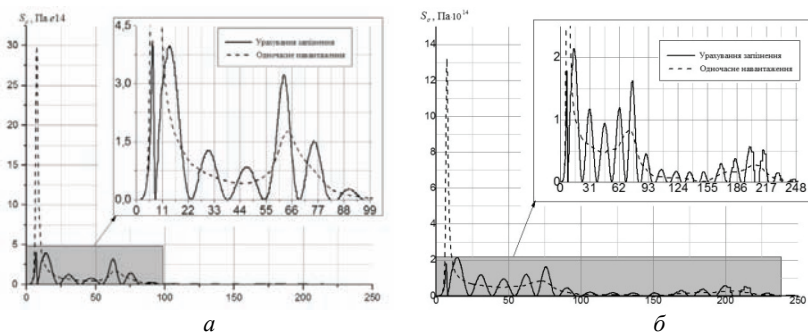 S_e , Па e14
30
25
20
15
10
5
0
0 50 100 150 200 250
4,5
3,0
1,5
0,0
0 11 22 33 44 55 66 77 88 99
Урахування запізнення
Одночасне навантаження
а
S_e , Па·10^14
14
12
10
8
6
4
2
0
0 50 100 150 200 250
2
1
0
0 31 62 93 124 155 186 217 248
Урахування запізнення
Одночасне навантаження
б